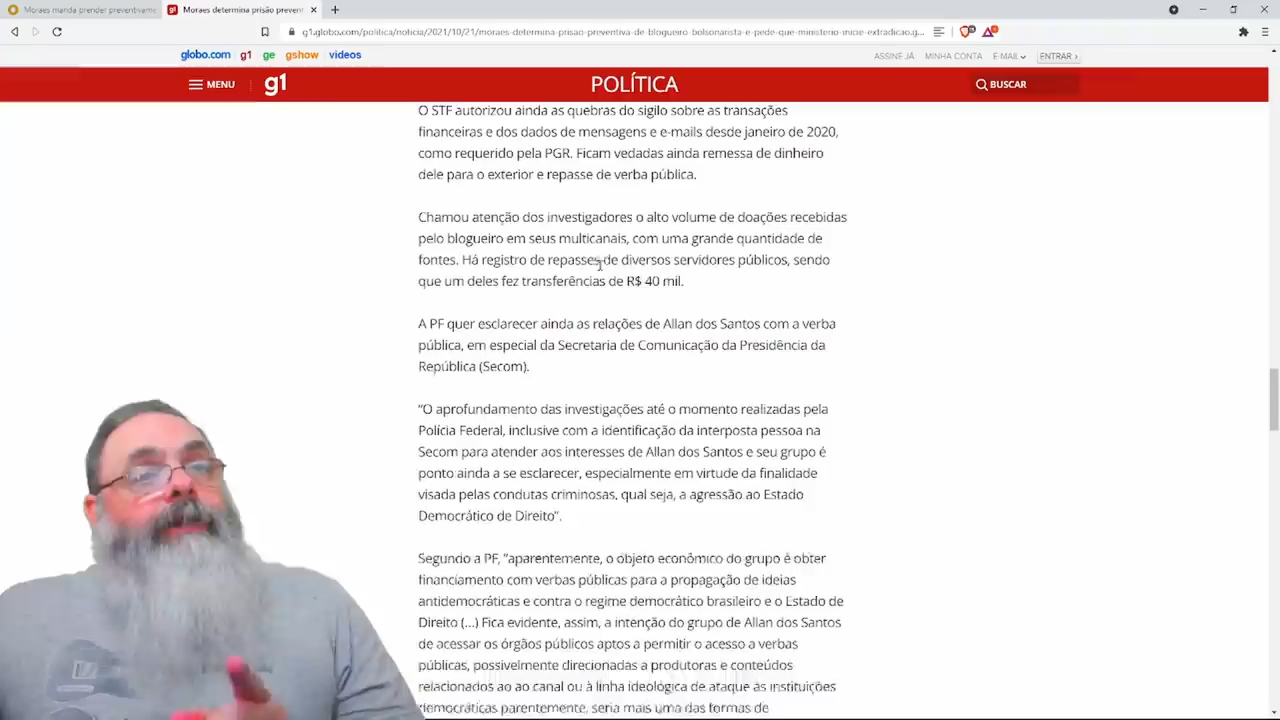 Moraes manda prender preventivame
Moraes determina prisão preven
g1.globo.com/politica/noticia/2021/10/21/moraes-determina-prisao-preventiva-de-blogueiro-bolsonarista-e-pede-que-ministerio-inicie-extradicao.g...
globo.com g1 ge gshow videos
ASSINE JÁ MINHA CONTA E-MAIL ENTRAR ›
MENU g1 POLÍTICA BUSCAR
O STF autorizou ainda as quebras do sigilo sobre as transações
financeiras e dos dados de mensagens e e-mails desde janeiro de 2020,
como requerido pela PGR. Ficam vedadas ainda remessa de dinheiro
dele para o exterior e repasse de verba pública.
Chamou atenção dos investigadores o alto volume de doações recebidas
pelo blogueiro em seus multicanais, com uma grande quantidade de
fontes. Há registro de repasses de diversos servidores públicos, sendo
que um deles fez transferências de R$ 40 mil.
A PF quer esclarecer ainda as relações de Allan dos Santos com a verba
pública, em especial da Secretaria de Comunicação da Presidência da
República (Secom).
"O aprofundamento das investigações até o momento realizadas pela
Polícia Federal, inclusive com a identificação da interposta pessoa na
Secom para atender aos interesses de Allan dos Santos e seu grupo é
ponto ainda a se esclarecer, especialmente em virtude da finalidade
visada pelas condutas criminosas, qual seja, a agressão ao Estado
Democrático de Direito".
Segundo a PF, "aparentemente, o objeto econômico do grupo é obter
financiamento com verbas públicas para a propagação de ideias
antidemocráticas e contra o regime democrático brasileiro e o Estado de
Direito (...) Fica evidente, assim, a intenção do grupo de Allan dos Santos
de acessar os órgãos públicos aptos a permitir o acesso a verbas
públicas, possivelmente direcionadas a produtoras e conteúdos
relacionados ao ao canal ou à linha ideológica de ataque às instituições
democráticas parentemente, seria mais uma das formas de